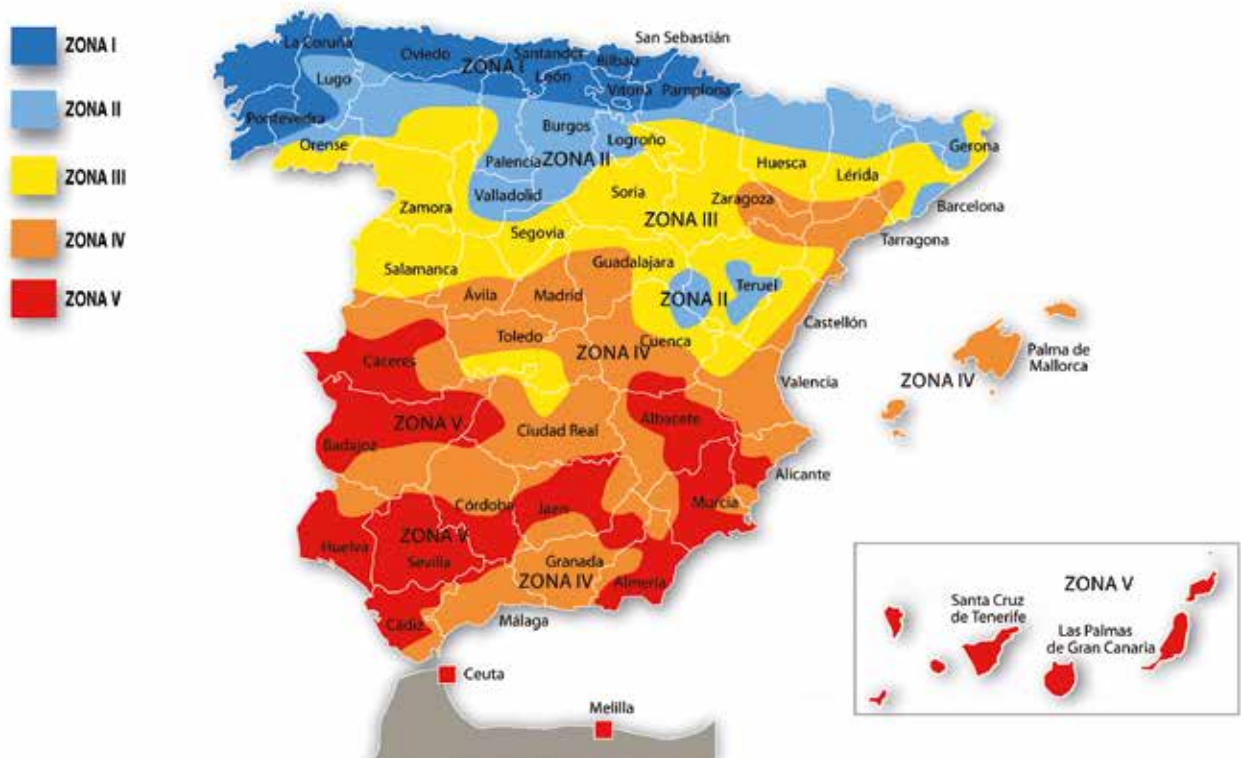 ZONA I
ZONA II
ZONA III
ZONA IV
ZONA V
San Sebastián
La Coruña
Oviedo
Santander
Bilbao
ZONA I
León
Lugo
Vitoria
Pamplona
Pontevedra
Burgos
Logroño
Orense
Gerona
Palencia
ZONA II
Huesca
Lérida
Valladolid
Soria
Zaragoza
Zamora
Barcelona
ZONA III
Segovia
Tarragona
Guadalajara
Salamanca
Teruel
Ávila
Madrid
ZONA II
Castellón
Toledo
Cuenca
ZONA IV
Palma de
Mallorca
Cáceres
ZONA IV
Valencia
ZONA V
Albacete
Ciudad Real
Badajoz
Alicante
Córdoba
Jaen
Murcia
ZONA V
Huelva
Sevilla
Granada
ZONA IV
Almería
Cádiz
Málaga
Ceuta
Melilla
ZONA V
Santa Cruz
de Tenerife
Las Palmas
de Gran Canaria